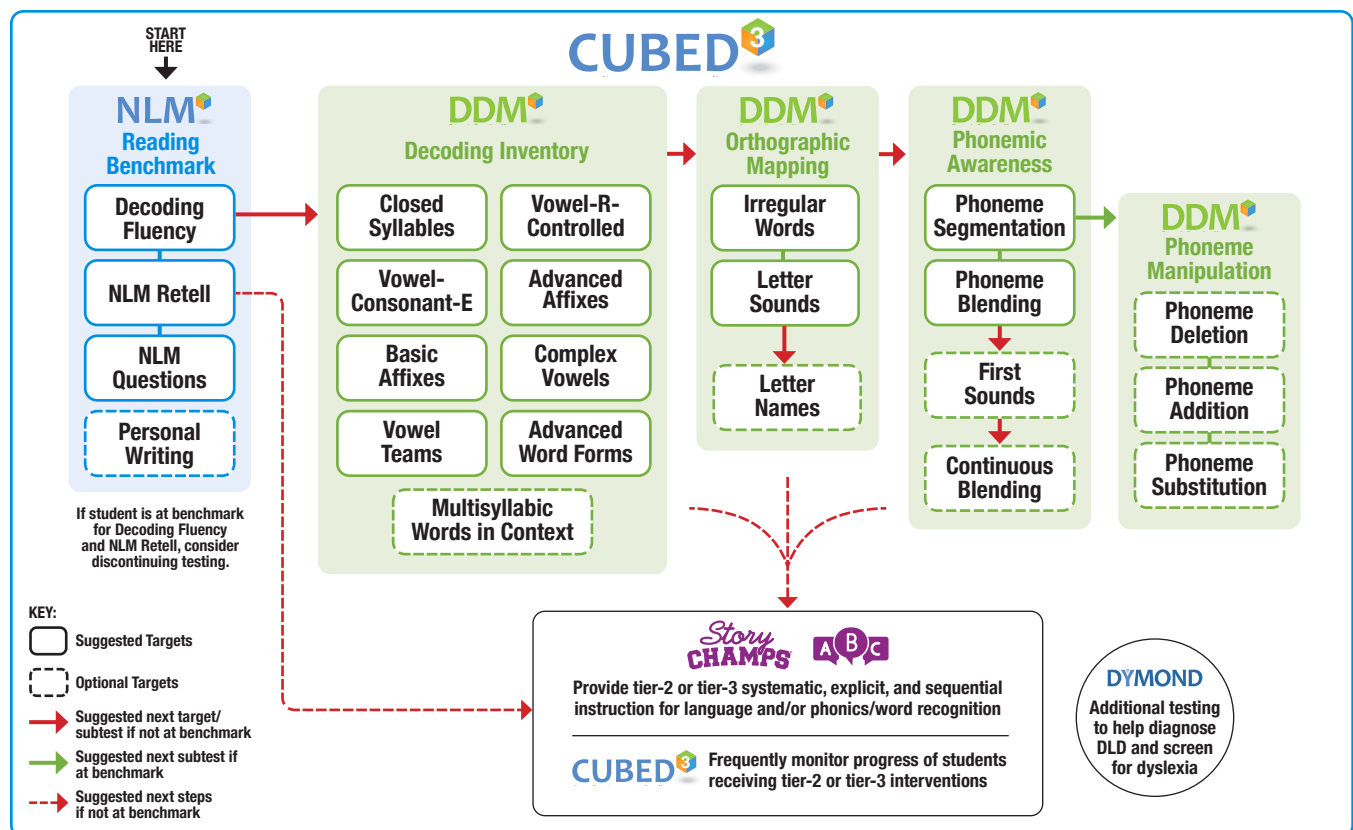 START
HERE
CUBED3
NLM
Reading
Benchmark
Decoding
Fluency
NLM Retell
NLM
Questions
Personal
Writing
If student is at benchmark
for Decoding Fluency
and NLM Retell, consider
discontinuing testing.
DDM
Decoding Inventory
Closed
Syllables
Vowel-R-
Controlled
Vowel-
Consonant-E
Advanced
Affixes
Basic
Affixes
Complex
Vowels
Vowel
Teams
Advanced
Word Forms
Multisyllabic
Words in Context
DDM
Orthographic
Mapping
Irregular
Words
Letter
Sounds
Letter
Names
DDM
Phonemic
Awareness
Phoneme
Segmentation
Phoneme
Blending
First
Sounds
Continuous
Blending
DDM
Phoneme
Manipulation
Phoneme
Deletion
Phoneme
Addition
Phoneme
Substitution
KEY:
Suggested Targets
Optional Targets
Suggested next target/
subtest if not at benchmark
Suggested next subtest if
at benchmark
Suggested next steps
if not at benchmark
Story
CHAMPS
A B C
Provide tier-2 or tier-3 systematic, explicit, and sequential
instruction for language and/or phonics/word recognition
CUBED3
Frequently monitor progress of students
receiving tier-2 or tier-3 interventions
DYMOND
Additional testing
to help diagnose
DLD and screen
for dyslexia